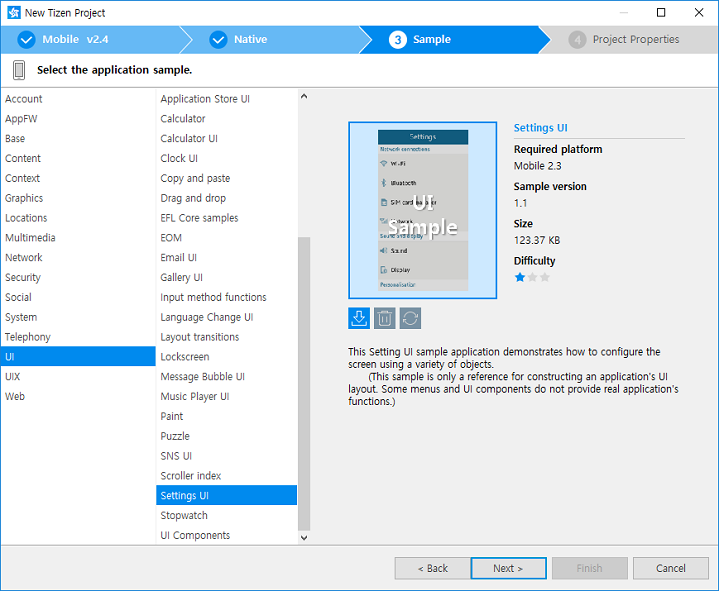 New Tizen Project
Mobile v2.4
Native
3 Sample
4 Project Properties
Select the application sample.
Account
AppFW
Base
Content
Context
Graphics
Locations
Multimedia
Network
Security
Social
System
Telephony
UI
UIX
Web
Application Store UI
Calculator
Calculator UI
Clock UI
Copy and paste
Drag and drop
EFL Core samples
EOM
Email UI
Gallery UI
Input method functions
Language Change UI
Layout transitions
Lockscreen
Message Bubble UI
Music Player UI
Paint
Puzzle
SNS UI
Scroller index
Settings UI
Stopwatch
UI Components
Settings
Network connections
Wi-Fi
Bluetooth
UI
Sample
Sound and display
Sound
Display
Personalisation
Settings UI
Required platform
Mobile 2.3
Sample version
1.1
Size
123.37 KB
Difficulty
This Setting UI sample application demonstrates how to configure the
screen using a variety of objects.
(This sample is only a reference for constructing an application's UI
layout. Some menus and UI components do not provide real application's
functions.)
< Back
Next >
Finish
Cancel